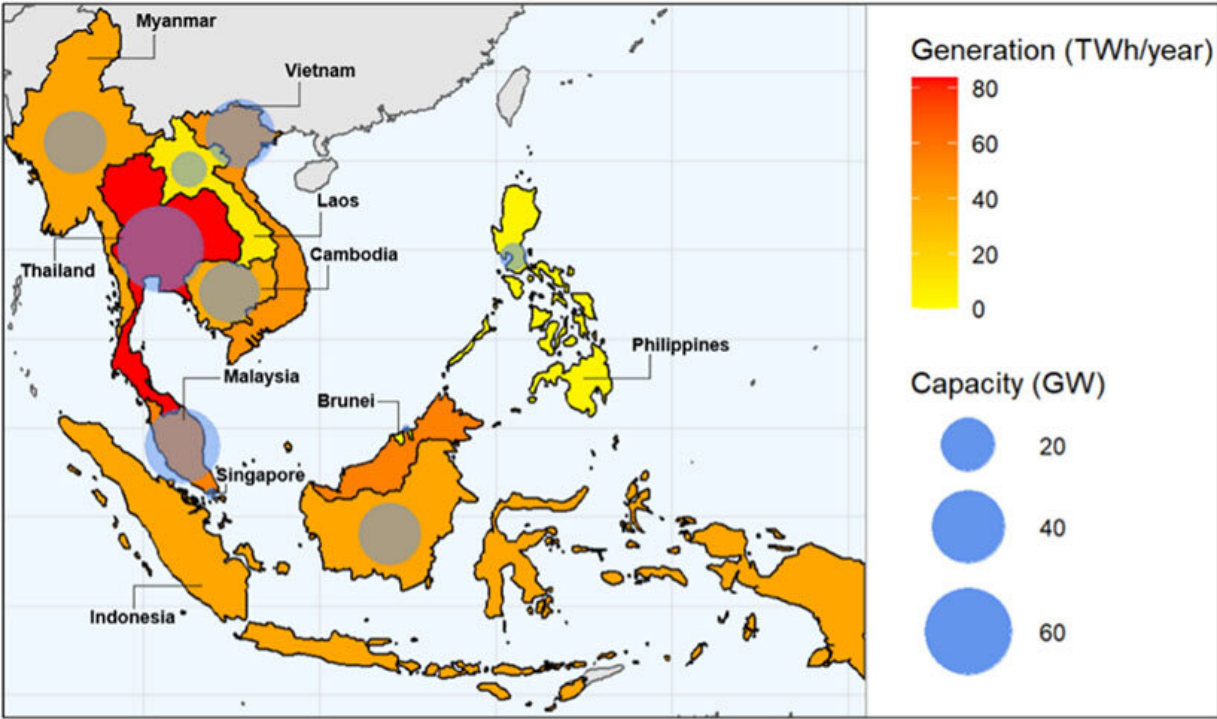 Myanmar
Vietnam
Laos
Cambodia
Thailand
Malaysia
Brunei
Philippines
Singapore
Indonesia
Generation (TWh/year)
80
60
40
20
0
Capacity (GW)
20
40
60